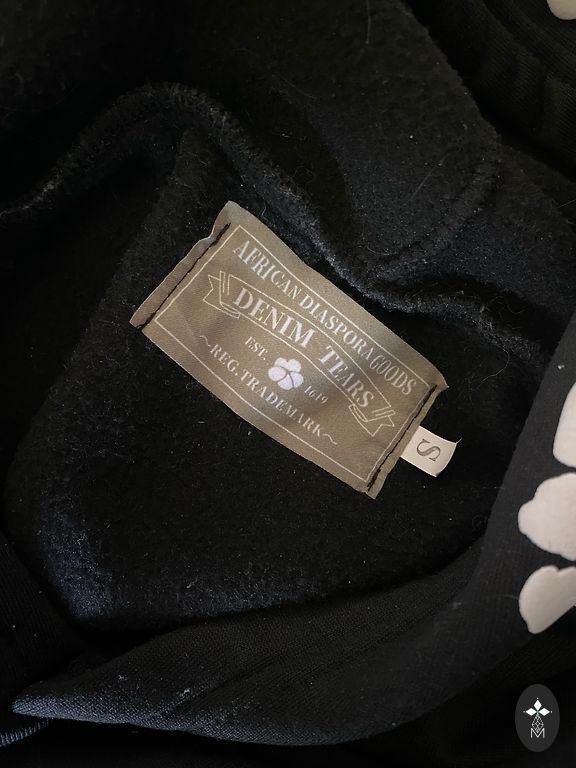 AFRICAN DIASPORA GOODS
DENIM TEARS
EST. 1619
~REG. TRADEMARK~
S
M